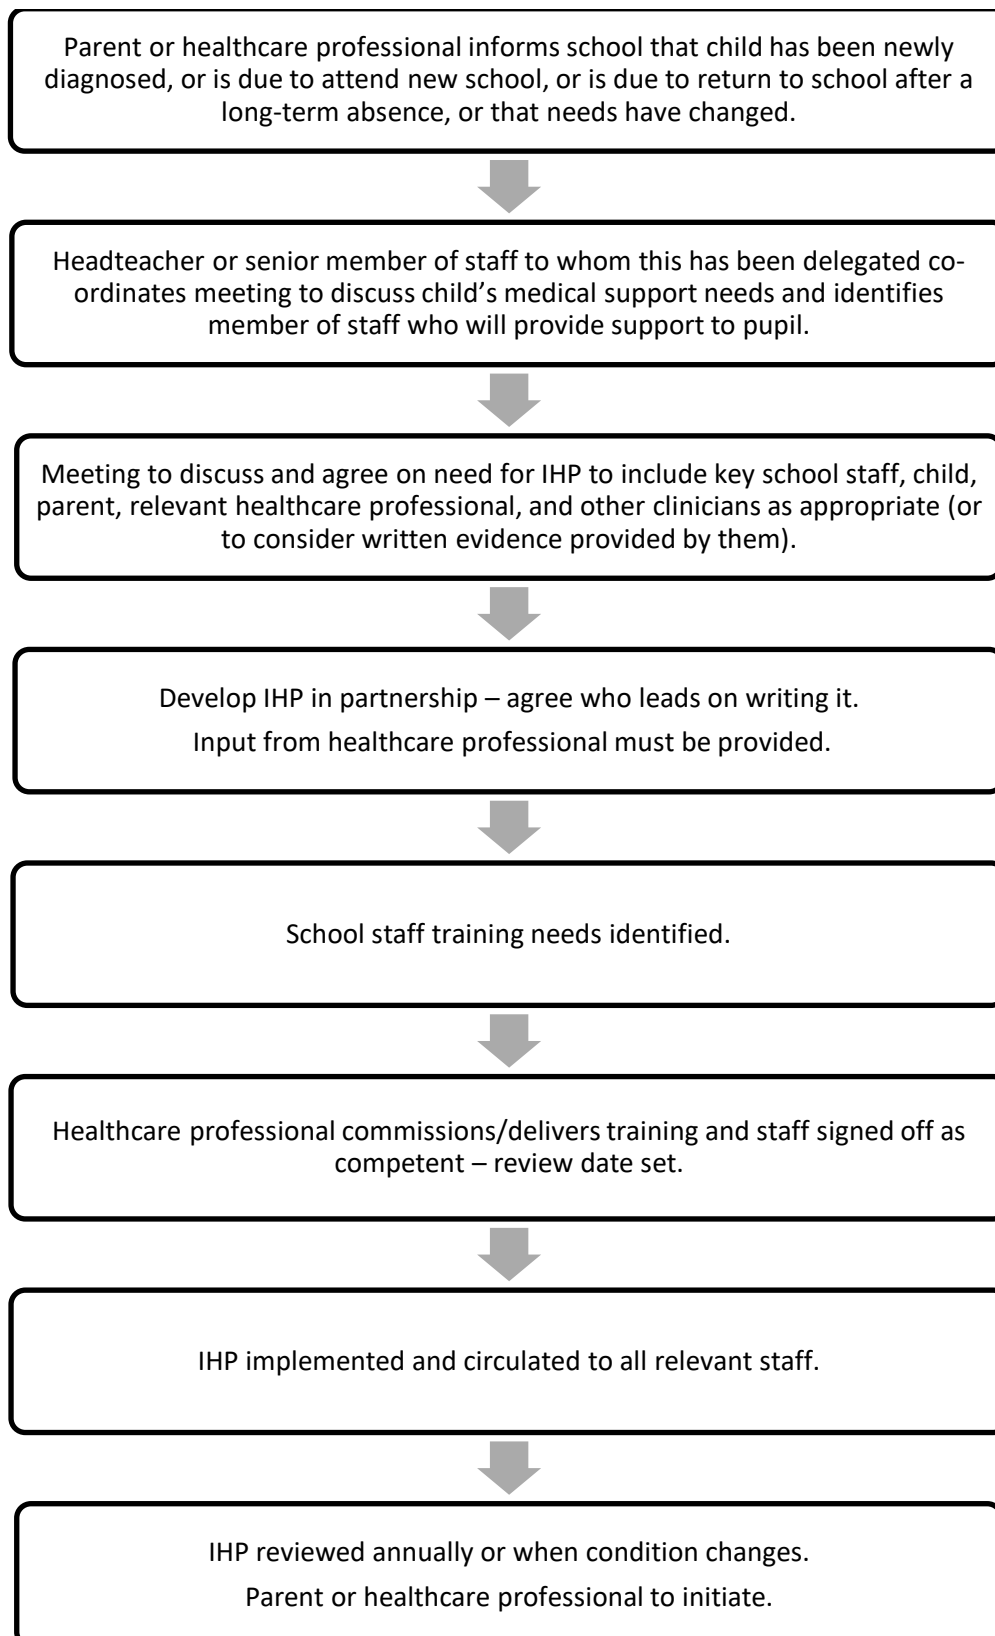 Parent or healthcare professional informs school that child has been newly
diagnosed, or is due to attend new school, or is due to return to school after a
long-term absence, or that needs have changed.
Headteacher or senior member of staff to whom this has been delegated co-
ordinates meeting to discuss child’s medical support needs and identifies
member of staff who will provide support to pupil.
Meeting to discuss and agree on need for IHP to include key school staff, child,
parent, relevant healthcare professional, and other clinicians as appropriate (or
to consider written evidence provided by them).
Develop IHP in partnership – agree who leads on writing it.
Input from healthcare professional must be provided.
School staff training needs identified.
Healthcare professional commissions/delivers training and staff signed off as
competent – review date set.
IHP implemented and circulated to all relevant staff.
IHP reviewed annually or when condition changes.
Parent or healthcare professional to initiate.